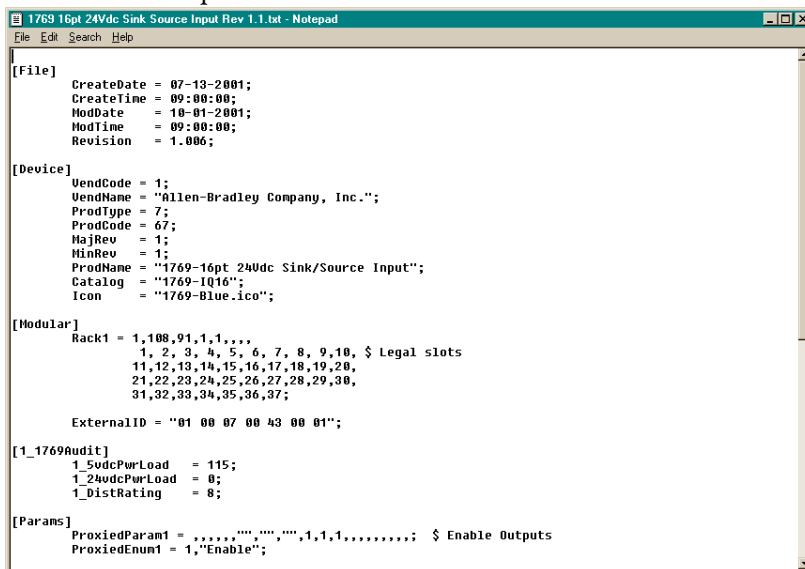 1769 16pt 24Vdc Sink Source Input Rev 1.1.txt - Notepad
File Edit Search Help
[File]
CreateDate = 07-13-2001;
CreateTime = 09:00:00;
ModDate = 10-01-2001;
ModTime = 09:00:00;
Revision = 1.006;
[Device]
VendCode = 1;
VendName = "Allen-Bradley Company, Inc.";
ProdType = 7;
ProdCode = 67;
MajRev = 1;
MinRev = 1;
ProdName = "1769-16pt 24Vdc Sink/Source Input";
Catalog = "1769-IQ16";
Icon = "1769-Blue.ico";
[Modular]
Rack1 = 1,108,91,1,1,,,,
1, 2, 3, 4, 5, 6, 7, 8, 9,10, $ Legal slots
11,12,13,14,15,16,17,18,19,20,
21,22,23,24,25,26,27,28,29,30,
31,32,33,34,35,36,37;
ExternalID = "01 00 07 00 43 00 01";
[1_1769Audit]
1_5vdcPwrLoad = 115;
1_24vdcPwrLoad = 0;
1_DistRating = 8;
[Params]
ProxiedParam1 = ,,,,,,"","","",1,1,1,,,,,,,,,; $ Enable Outputs
ProxiedEnum1 = 1,"Enable";